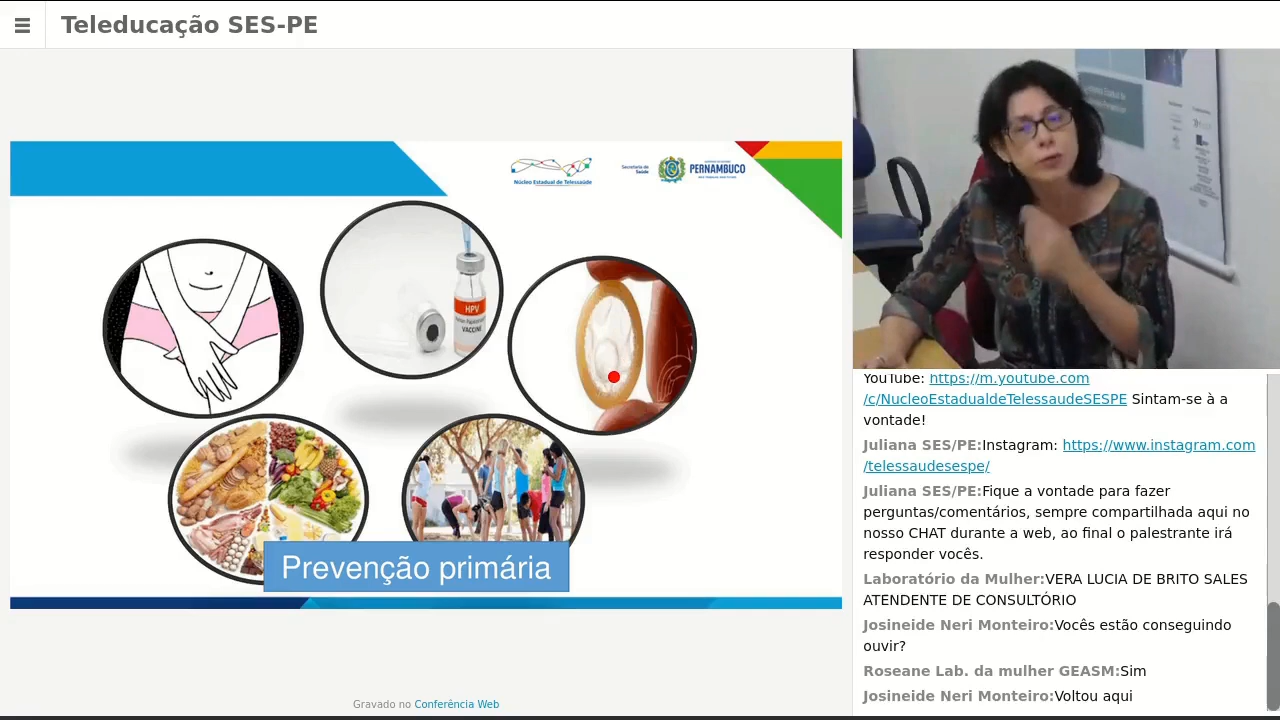 Teleducação SES-PE
Núcleo Estadual de Telessaúde
Secretaria de
Saúde
PERNAMBUCO
HPV
VACCINE
Prevenção primária
Gravado no Conferência Web
YouTube: https://m.youtube.com
/c/NucleoEstadualdeTelessaudeSESPE Sintam-se à a
vontade!
Juliana SES/PE:Instagram: https://www.instagram.com
/telessaudesespe/
Juliana SES/PE:Fique a vontade para fazer
perguntas/comentários, sempre compartilhada aqui no
nosso CHAT durante a web, ao final o palestrante irá
responder vocês.
Laboratório da Mulher:VERA LUCIA DE BRITO SALES
ATENDENTE DE CONSULTÓRIO
Josineide Neri Monteiro:Vocês estão conseguindo
ouvir?
Roseane Lab. da mulher GEASM:Sim
Josineide Neri Monteiro:Voltou aqui